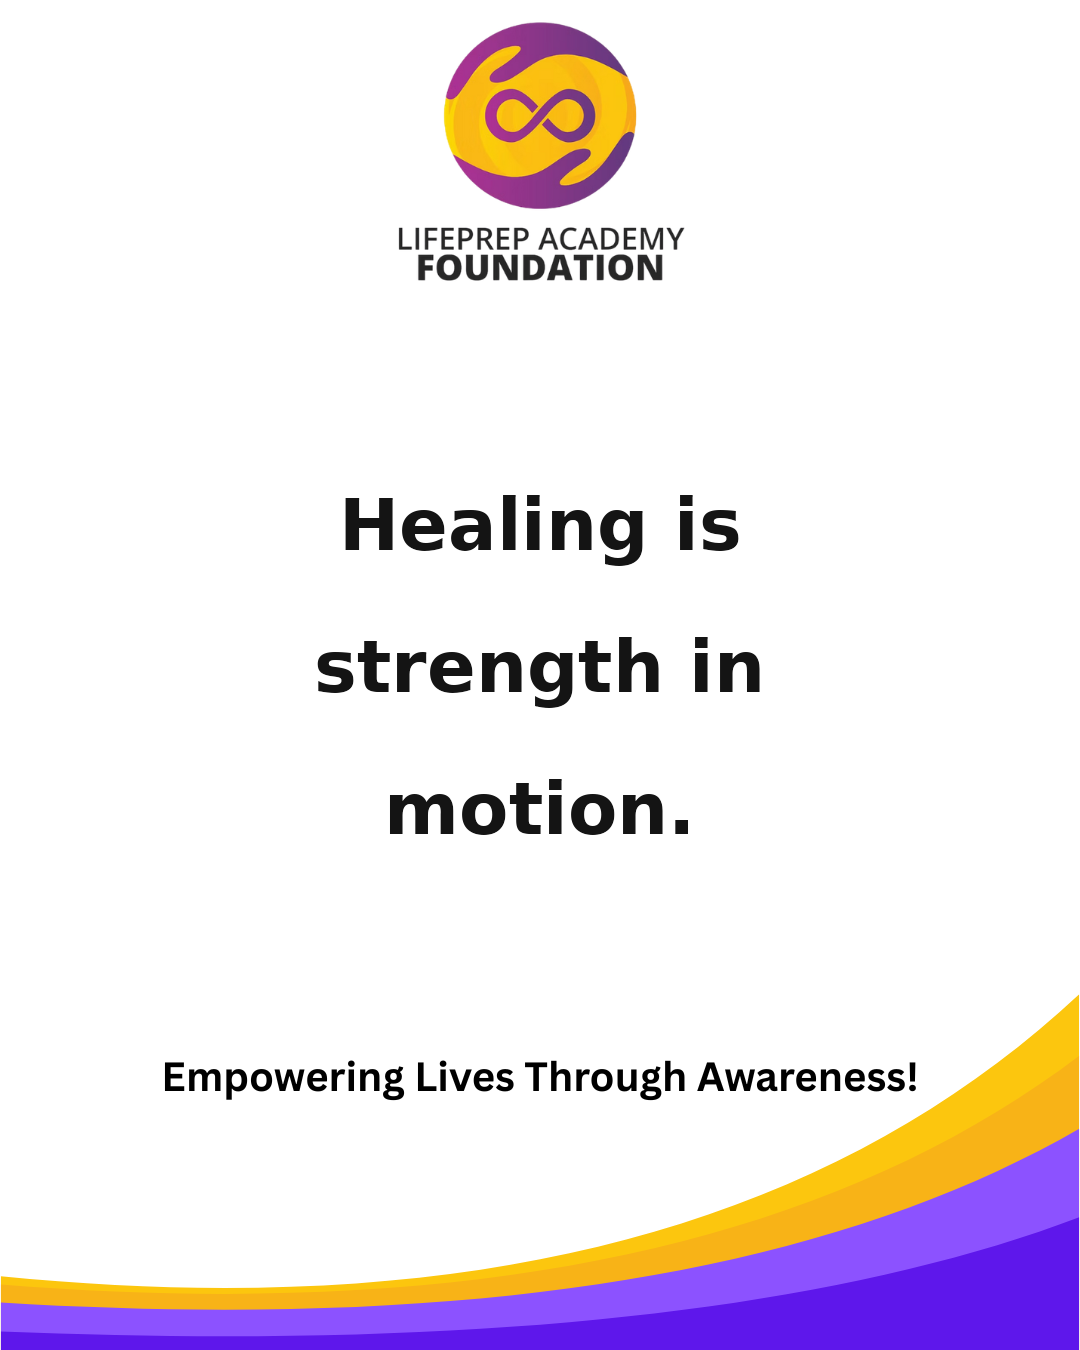 LIFEPREP ACADEMY
FOUNDATION
Healing is
strength in
motion.
Empowering Lives Through Awareness!